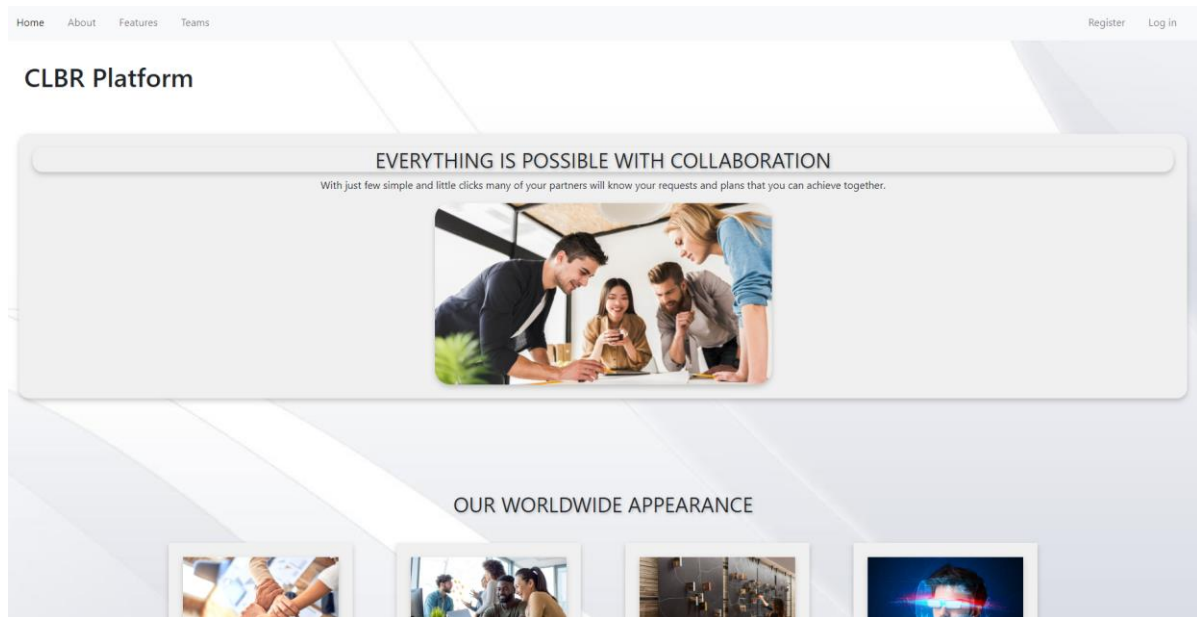 Home About Features Teams Register Log in
CLBR Platform
EVERYTHING IS POSSIBLE WITH COLLABORATION
With just few simple and little clicks many of your partners will know your requests and plans that you can achieve together.
OUR WORLDWIDE APPEARANCE